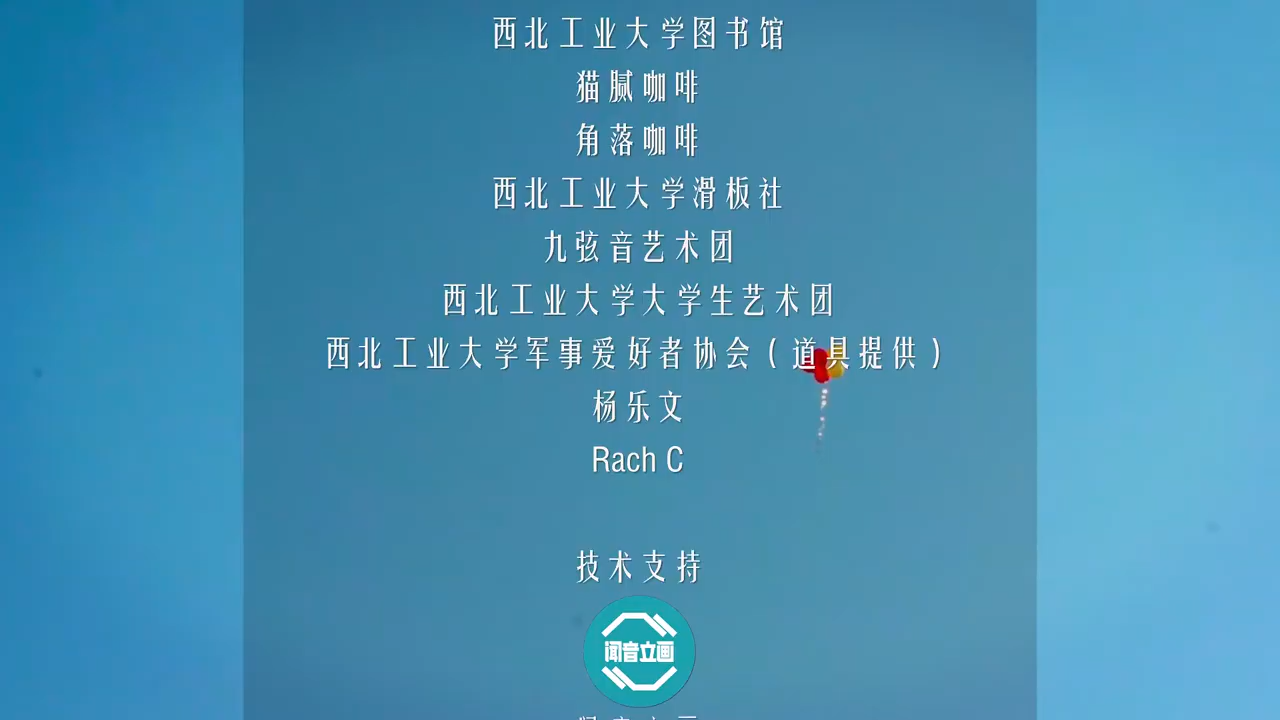 西北工业大学图书馆
猫腻咖啡
角落咖啡
西北工业大学滑板社
九弦音艺术团
西北工业大学大学生艺术团
西北工业大学军事爱好者协会(道具提供)
杨乐文
Rach C
技术支持
闻音立画